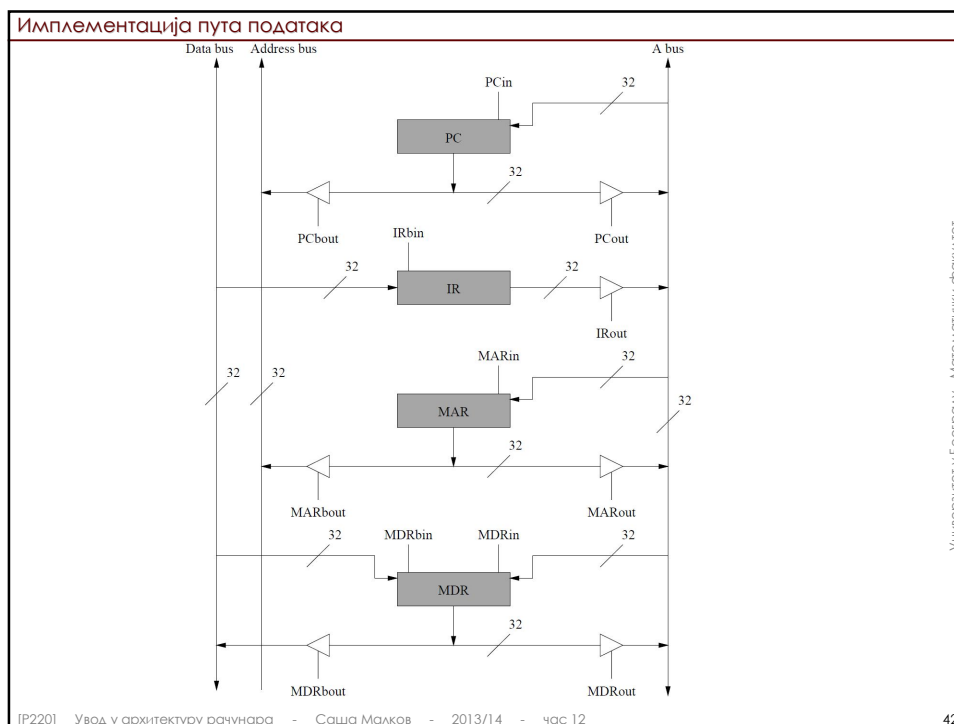 Имплементација пута података
Data bus Address bus A bus
PCin 32
PC
32
PCbout PCout
IRbin
32 32
IR
IRout
MARin 32
32 32 32
MAR
32
MARbout MARout
32 MDRbin MDRin 32
MDR
32
MDRbout MDRout
[P220] Увод у архитектуру рачунара - Саша Малков - 2013/14 - час 12 42